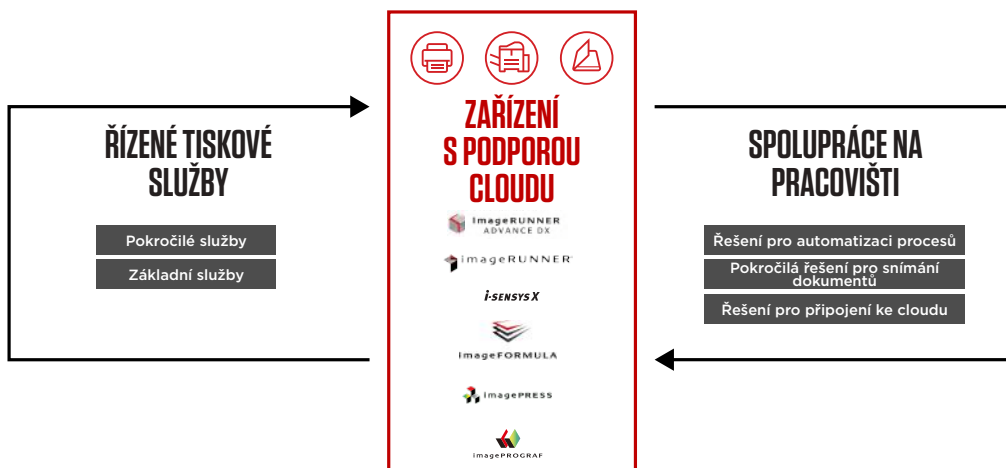 ŘÍZENÉ TISKOVÉ
SLUŽBY
Pokročilé služby
Základní služby
ZAŘÍZENÍ
S PODPOROU
CLOUDU
imageRUNNER
ADVANCE DX
imageRUNNER
i-SENSYS X
imageFORMULA
imagePRESS
imagePROGRAF
SPOLUPRÁCE NA
PRACOVIŠTI
Řešení pro automatizaci procesů
Pokročilá řešení pro snímání
dokumentů
Řešení pro připojení ke cloudu